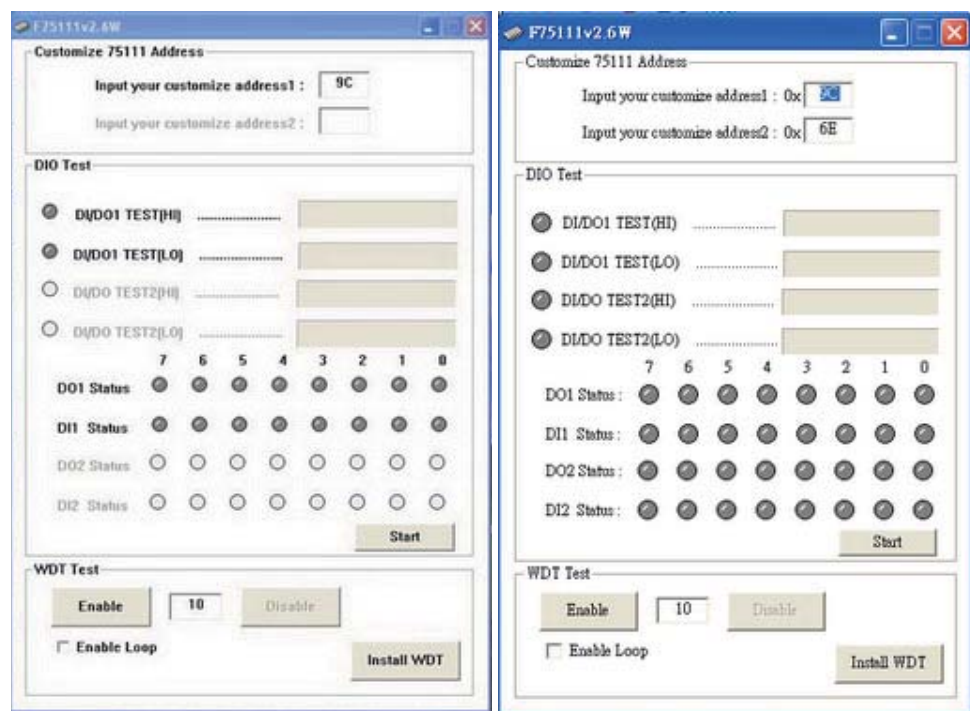 F75111v2.6W
Customize 75111 Address
Input your customize address1 : 9C
Input your customize address2 :
DIO Test
DI/DO1 TEST(HI) ......................
DI/DO1 TEST(LO) ......................
DI/DO TEST2(HI) ......................
DI/DO TEST2(LO) ......................
7 6 5 4 3 2 1 0
DO1 Status
DI1 Status
DO2 Status
DI2 Status
Start
WDT Test
Enable 10 Disable
Enable Loop
Install WDT
F75111v2.6W
Customize 75111 Address
Input your customize address1 : 0x 9C
Input your customize address2 : 0x 6E
DIO Test
DI/DO1 TEST(HI) ......................
DI/DO1 TEST(LO) ......................
DI/DO TEST2(HI) ......................
DI/DO TEST2(LO) ......................
7 6 5 4 3 2 1 0
DO1 Status :
DI1 Status :
DO2 Status :
DI2 Status :
Start
WDT Test
Enable 10 Disable
Enable Loop
Install WDT